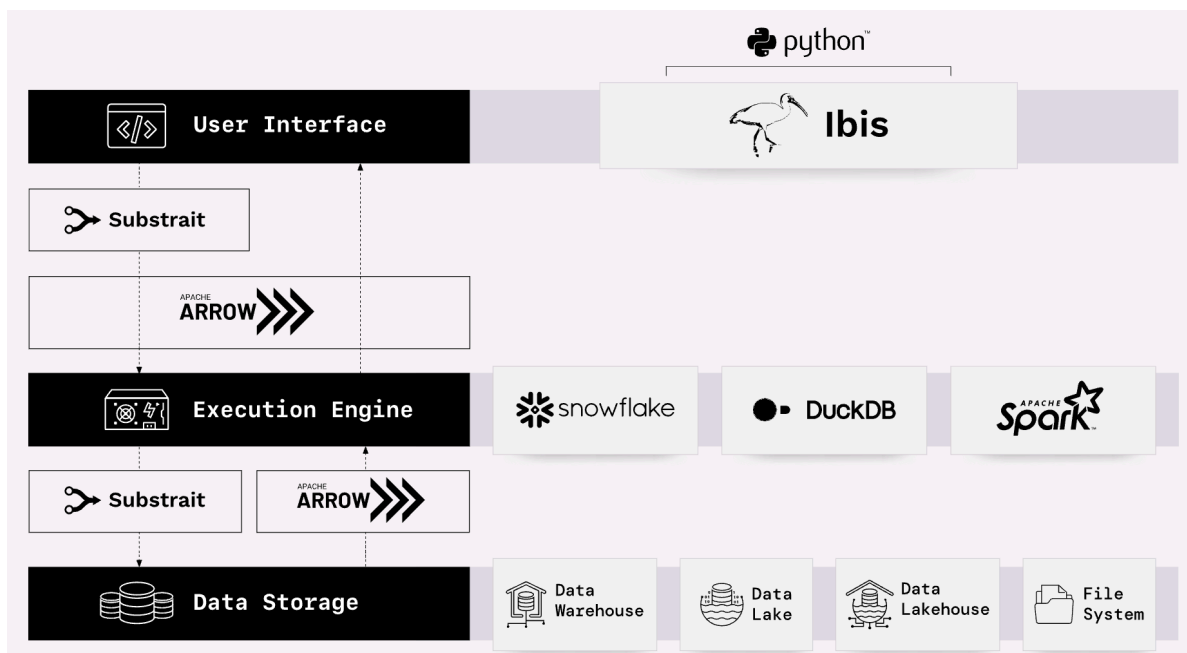 python™
User Interface
Ibis
Substrait
APACHE
ARROW
Execution Engine
snowflake
DuckDB
APACHE
Spark™
Substrait
APACHE
ARROW
Data Storage
Data
Warehouse
Data
Lake
Data
Lakehouse
File
System